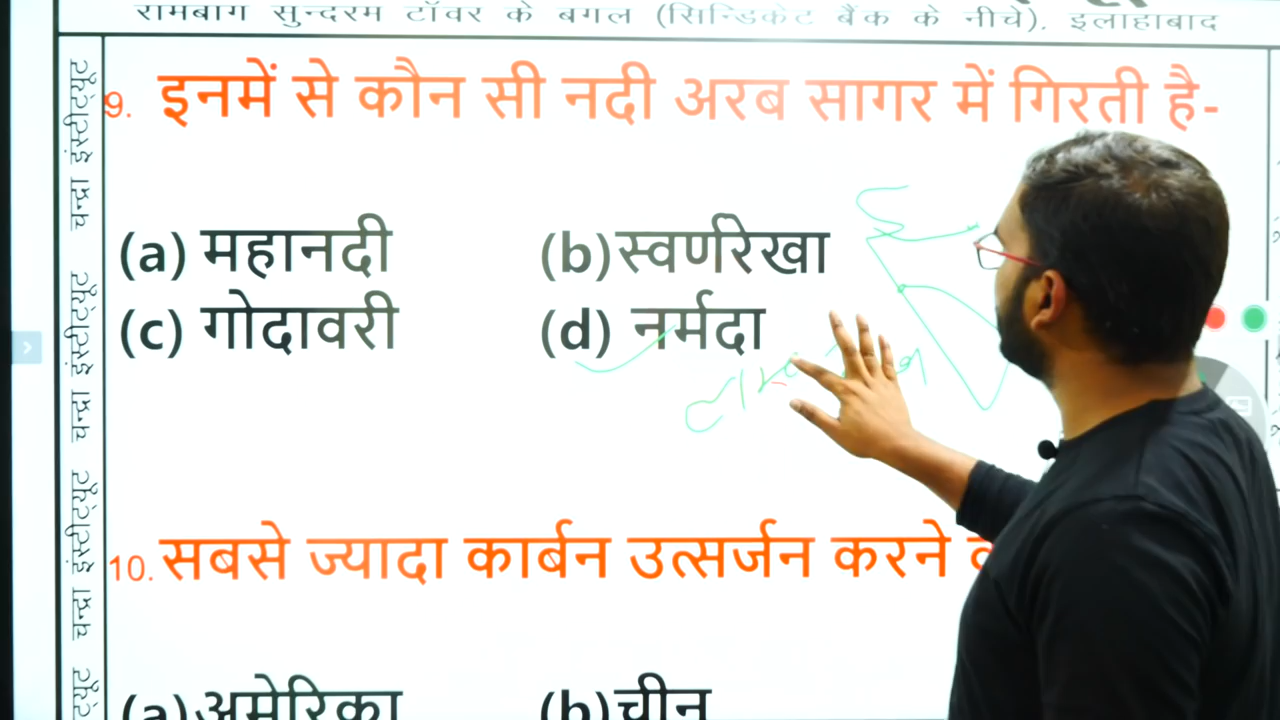 रामबाग सुन्दरम टॉवर के बगल (सिन्डिकेट बैंक के नीचे). इलाहाबाद
9. इनमें से कौन सी नदी अरब सागर में गिरती है-
(a) महानदी (b) स्वर्णरेखा
(c) गोदावरी (d) नर्मदा
10. सबसे ज्यादा कार्बन उत्सर्जन करने
(a) अमेरिका (b) चीन
चन्द्रा इंस्टीट्यूट चन्द्रा इंस्टीट्यूट चन्द्रा इंस्टीट्यूट